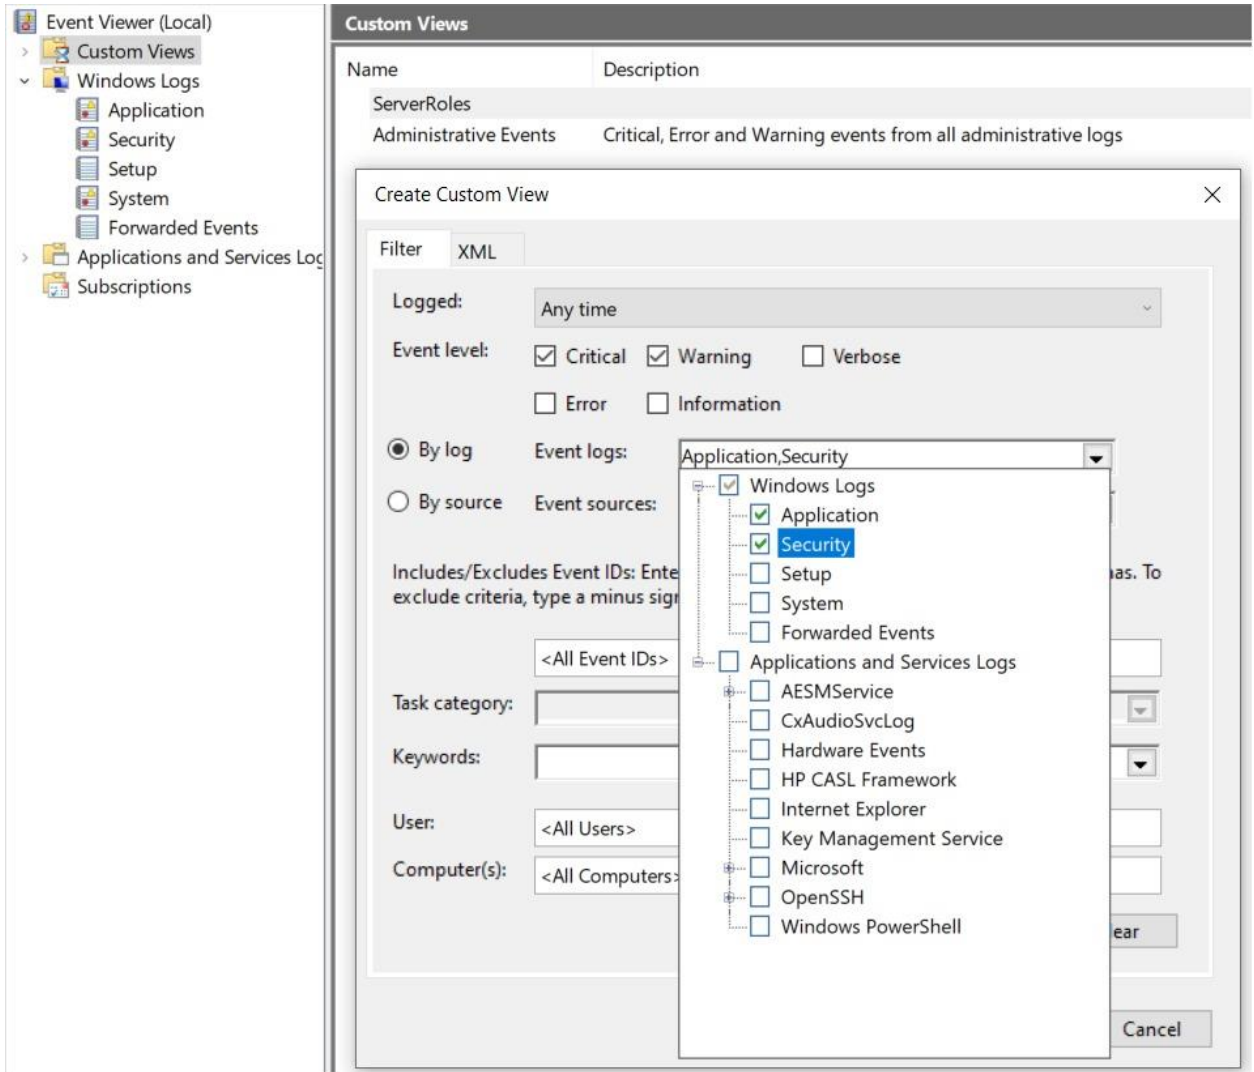 Event Viewer (Local)
Custom Views
Windows Logs
Application
Security
Setup
System
Forwarded Events
Applications and Services Log
Subscriptions
Custom Views
Name Description
ServerRoles
Administrative Events Critical, Error and Warning events from all administrative logs
Create Custom View
Filter XML
Logged: Any time
Event level: Critical Warning Verbose
Error Information
By log Event logs: Application,Security
By source Event sources:
Windows Logs
Application
Security
Setup
System
Forwarded Events
Applications and Services Logs
AESMService
CxAudioSvcLog
Hardware Events
HP CASL Framework
Internet Explorer
Key Management Service
Microsoft
OpenSSH
Windows PowerShell
Includes/Excludes Event IDs: Ente as. To
exclude criteria, type a minus sig
<All Event IDs>
Task category:
Keywords:
User: <All Users>
Computer(s): <All Computers>
ear
Cancel